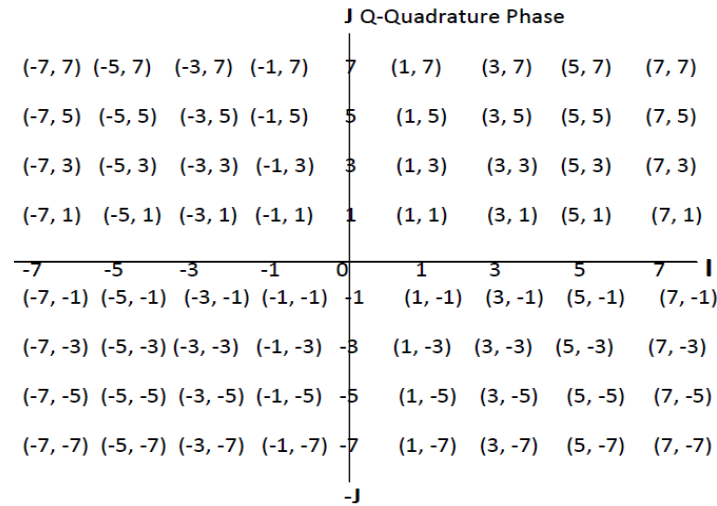 J Q-Quadrature Phase
(-7, 7) (-5, 7) (-3, 7) (-1, 7) 7 (1, 7) (3, 7) (5, 7) (7, 7)
(-7, 5) (-5, 5) (-3, 5) (-1, 5) 5 (1, 5) (3, 5) (5, 5) (7, 5)
(-7, 3) (-5, 3) (-3, 3) (-1, 3) 3 (1, 3) (3, 3) (5, 3) (7, 3)
(-7, 1) (-5, 1) (-3, 1) (-1, 1) 1 (1, 1) (3, 1) (5, 1) (7, 1)
-7 -5 -3 -1 0 1 3 5 7 I
(-7, -1) (-5, -1) (-3, -1) (-1, -1) -1 (1, -1) (3, -1) (5, -1) (7, -1)
(-7, -3) (-5, -3) (-3, -3) (-1, -3) -3 (1, -3) (3, -3) (5, -3) (7, -3)
(-7, -5) (-5, -5) (-3, -5) (-1, -5) -5 (1, -5) (3, -5) (5, -5) (7, -5)
(-7, -7) (-5, -7) (-3, -7) (-1, -7) -7 (1, -7) (3, -7) (5, -7) (7, -7)
-J